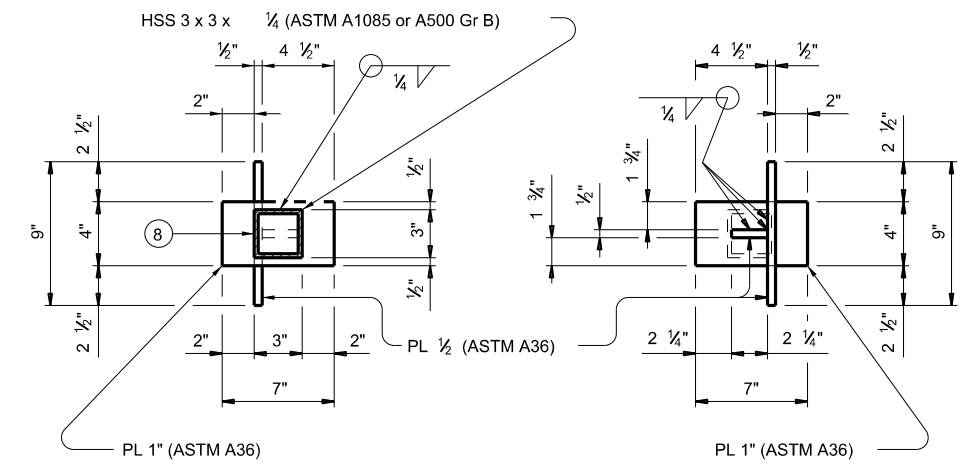 HSS 3 x 3 x ¼ (ASTM A1085 or A500 Gr B)
½" 4 ½" 4 ½" ½"
¼ ¼
2" 2"
2 ½" ½" 1 ¾" 1 ¾" ½" 2 ½"
9" 4" 8 3" 4" 9"
2 ½" ½" 2 ½"
2" 3" 2" PL ½ (ASTM A36) 2 ¼" 2 ¼"
7" 7"
PL 1" (ASTM A36) PL 1" (ASTM A36)